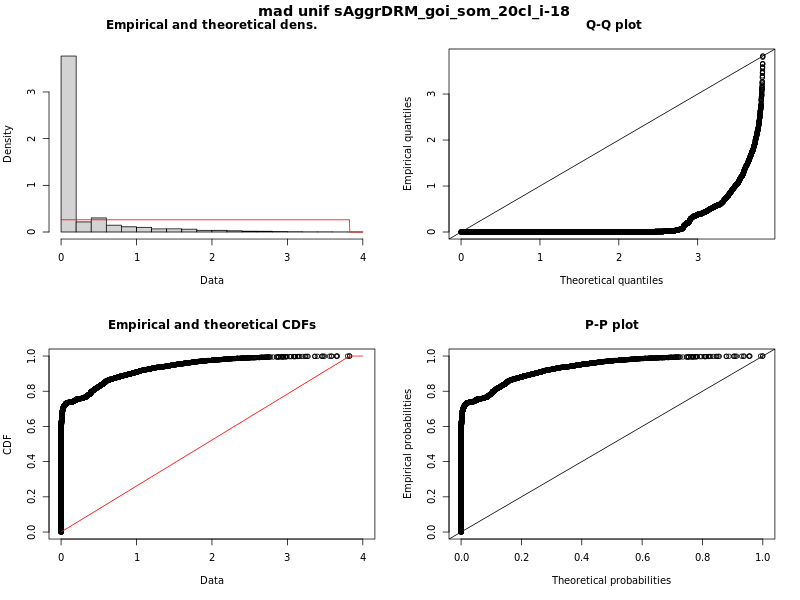 mad unif sAggrDRM_goi_som_20cl_i-18
Empirical and theoretical dens.
Density
0 1 2 3
0 1 2 3 4
Data
Q-Q plot
Empirical quantiles
0 1 2 3
0 1 2 3
Theoretical quantiles
Empirical and theoretical CDFs
CDF
0.0 0.2 0.4 0.6 0.8 1.0
0 1 2 3 4
Data
P-P plot
Empirical probabilities
0.0 0.2 0.4 0.6 0.8 1.0
0.0 0.2 0.4 0.6 0.8 1.0
Theoretical probabilities